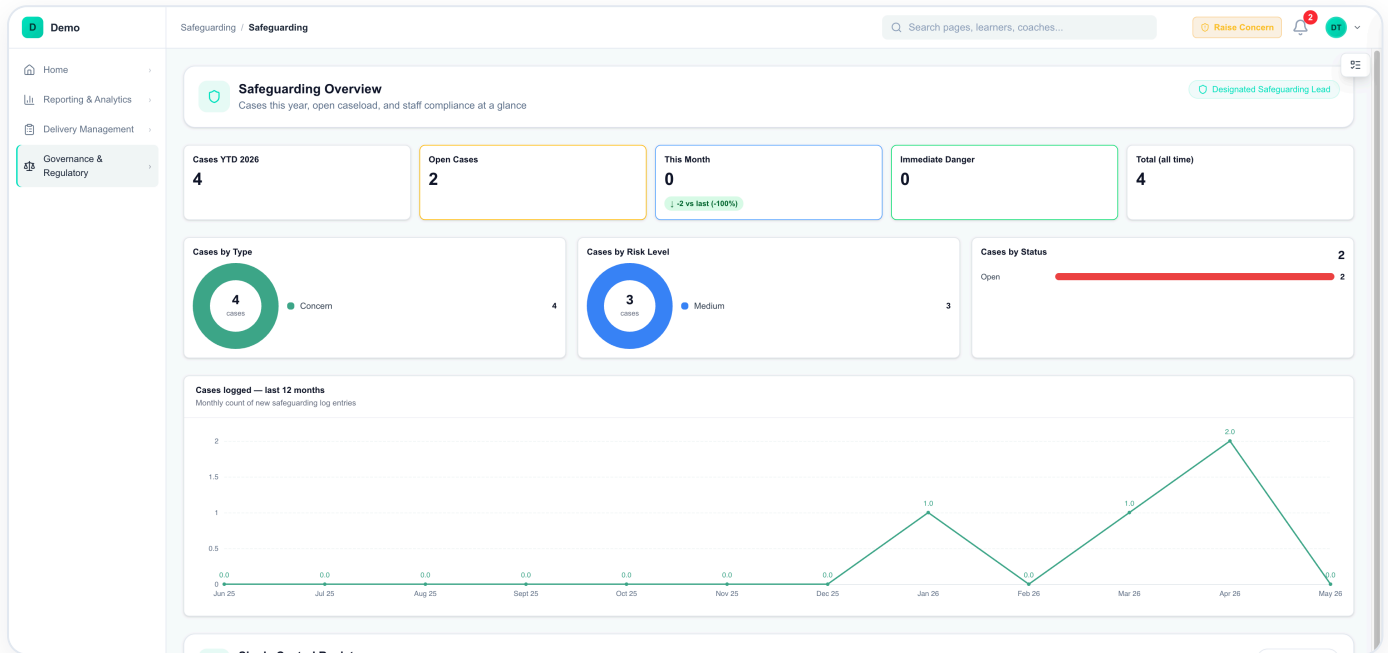 D Demo
Safeguarding / Safeguarding
Search pages, learners, coaches...
Raise Concern
2
DT
Home
Reporting & Analytics
Delivery Management
Governance &
Regulatory
Safeguarding Overview
Cases this year, open caseload, and staff compliance at a glance
Designated Safeguarding Lead
Cases YTD 2026
4
Open Cases
2
This Month
0
↓ -2 vs last (-100%)
Immediate Danger
0
Total (all time)
4
Cases by Type
4
cases
Concern 4
Cases by Risk Level
3
cases
Medium 3
Cases by Status 2
Open 2
Cases logged — last 12 months
Monthly count of new safeguarding log entries
2
1.5
1
0.5
0
0.0 0.0 0.0 0.0 0.0 0.0 0.0 1.0 0.0 1.0 2.0 0.0
Jun 25 Jul 25 Aug 25 Sept 25 Oct 25 Nov 25 Dec 25 Jan 26 Feb 26 Mar 26 Apr 26 May 26